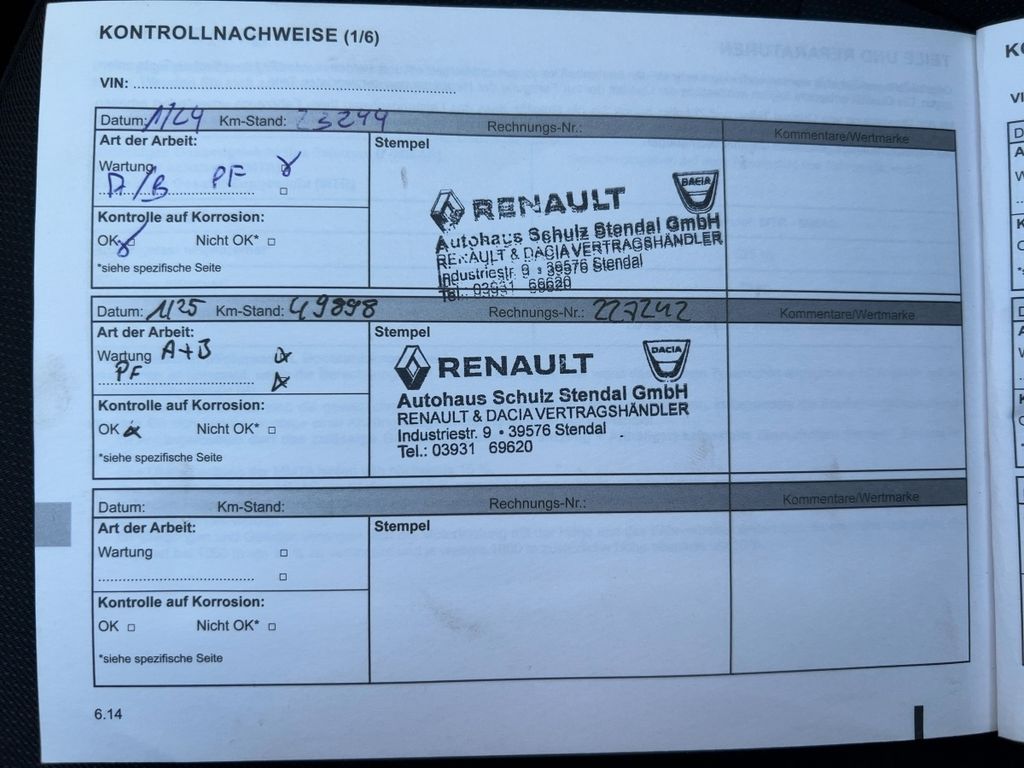 KONTROLLNACHWEISE (1/6)
VIN:
Datum: 1/24 Km-Stand: 23244 Rechnungs-Nr.: Kommentare/Wertmarke
Art der Arbeit: Stempel
Wartung
A/B PF
Kontrolle auf Korrosion:
OK Nicht OK*
*siehe spezifische Seite
RENAULT DACIA
Autohaus Schulz Stendal GmbH
RENAULT & DACIA VERTRAGSHÄNDLER
Industriestr. 9 • 39576 Stendal
Tel.: 03931 69620
Datum: 1/25 Km-Stand: 49898 Rechnungs-Nr.: 227242 Kommentare/Wertmarke
Art der Arbeit: Stempel
Wartung A+B
PF
Kontrolle auf Korrosion:
OK Nicht OK*
*siehe spezifische Seite
RENAULT DACIA
Autohaus Schulz Stendal GmbH
RENAULT & DACIA VERTRAGSHÄNDLER
Industriestr. 9 • 39576 Stendal
Tel.: 03931 69620
Datum: Km-Stand: Rechnungs-Nr.: Kommentare/Wertmarke
Art der Arbeit: Stempel
Wartung
Kontrolle auf Korrosion:
OK Nicht OK*
*siehe spezifische Seite
6.14